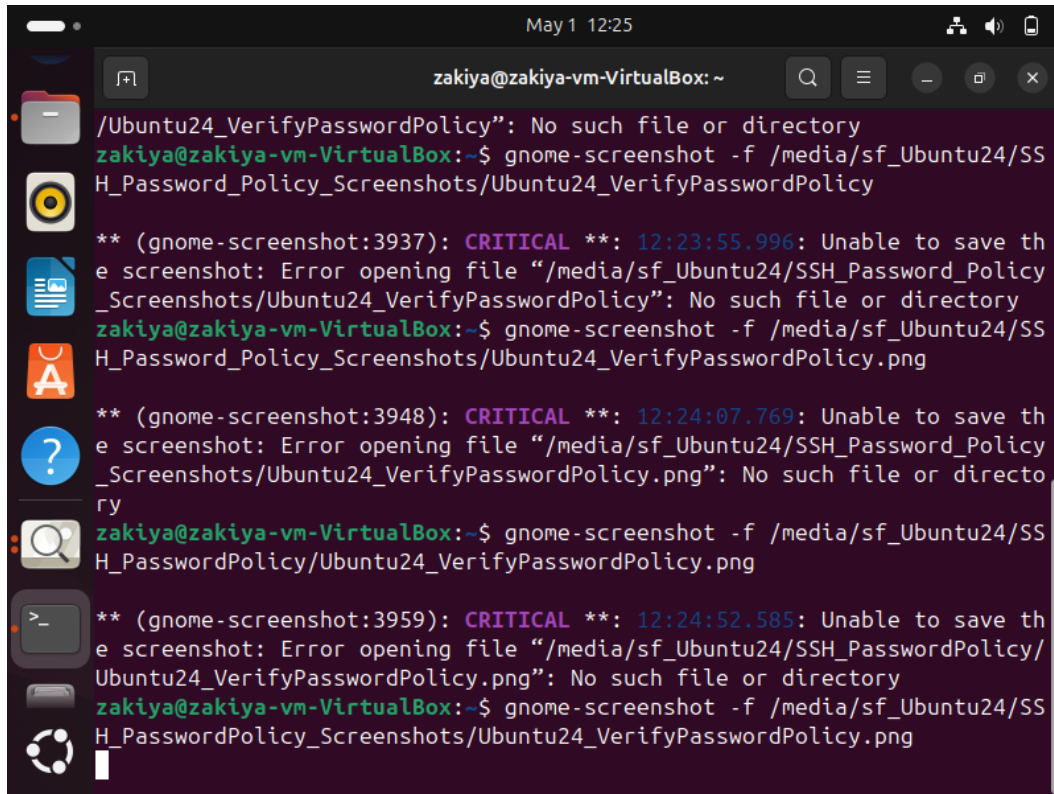 May 1 12:25
zakiya@zakiya-vm-VirtualBox: ~
/Ubuntu24_VerifyPasswordPolicy”: No such file or directory
zakiya@zakiya-vm-VirtualBox:~$ gnome-screenshot -f /media/sf_Ubuntu24/SS
H_Password_Policy_Screenshots/Ubuntu24_VerifyPasswordPolicy
** (gnome-screenshot:3937): CRITICAL **: 12:23:55.996: Unable to save th
e screenshot: Error opening file “/media/sf_Ubuntu24/SSH_Password_Policy
_Screenshots/Ubuntu24_VerifyPasswordPolicy”: No such file or directory
zakiya@zakiya-vm-VirtualBox:~$ gnome-screenshot -f /media/sf_Ubuntu24/SS
H_Password_Policy_Screenshots/Ubuntu24_VerifyPasswordPolicy.png
** (gnome-screenshot:3948): CRITICAL **: 12:24:07.769: Unable to save th
e screenshot: Error opening file “/media/sf_Ubuntu24/SSH_Password_Policy
_Screenshots/Ubuntu24_VerifyPasswordPolicy.png”: No such file or directo
ry
zakiya@zakiya-vm-VirtualBox:~$ gnome-screenshot -f /media/sf_Ubuntu24/SS
H_PasswordPolicy/Ubuntu24_VerifyPasswordPolicy.png
** (gnome-screenshot:3959): CRITICAL **: 12:24:52.585: Unable to save th
e screenshot: Error opening file “/media/sf_Ubuntu24/SSH_PasswordPolicy/
Ubuntu24_VerifyPasswordPolicy.png”: No such file or directory
zakiya@zakiya-vm-VirtualBox:~$ gnome-screenshot -f /media/sf_Ubuntu24/SS
H_PasswordPolicy_Screenshots/Ubuntu24_VerifyPasswordPolicy.png